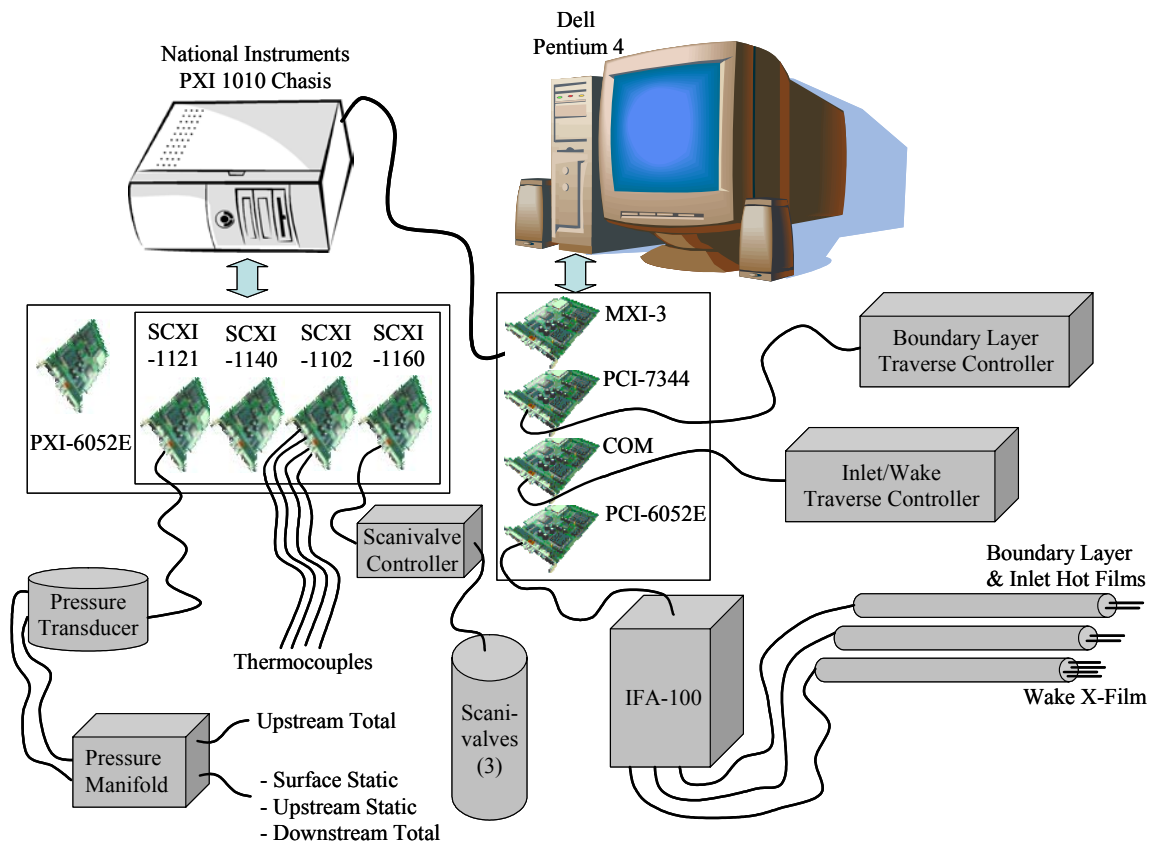 Dell
Pentium 4
National Instruments
PXI 1010 Chasis
SCXI
-1121
SCXI
-1140
SCXI
-1102
SCXI
-1160
PXI-6052E
MXI-3
PCI-7344
COM
PCI-6052E
Boundary Layer
Traverse Controller
Inlet/Wake
Traverse Controller
Scanivalve
Controller
Pressure
Transducer
Thermocouples
Boundary Layer
& Inlet Hot Films
Wake X-Film
IFA-100
Scani-
valves
(3)
Pressure
Manifold
Upstream Total
- Surface Static
- Upstream Static
- Downstream Total